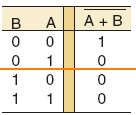 B A A + B
0 0 1
0 1 0
1 0 0
1 1 0